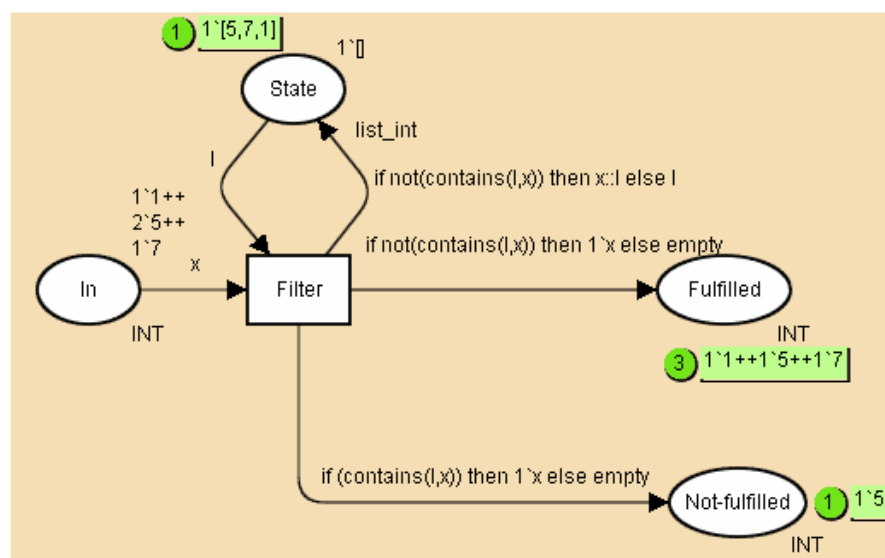 1 1`[5,7,1]
1`[]
State
list_int
l
if not(contains(l,x)) then x::l else l
1`1++
2`5++
1`7
x
if not(contains(l,x)) then 1`x else empty
In
Filter
Fulfilled
INT
INT
3 1`1++1`5++1`7
if (contains(l,x)) then 1`x else empty
Not-fulfilled
1 1`5
INT